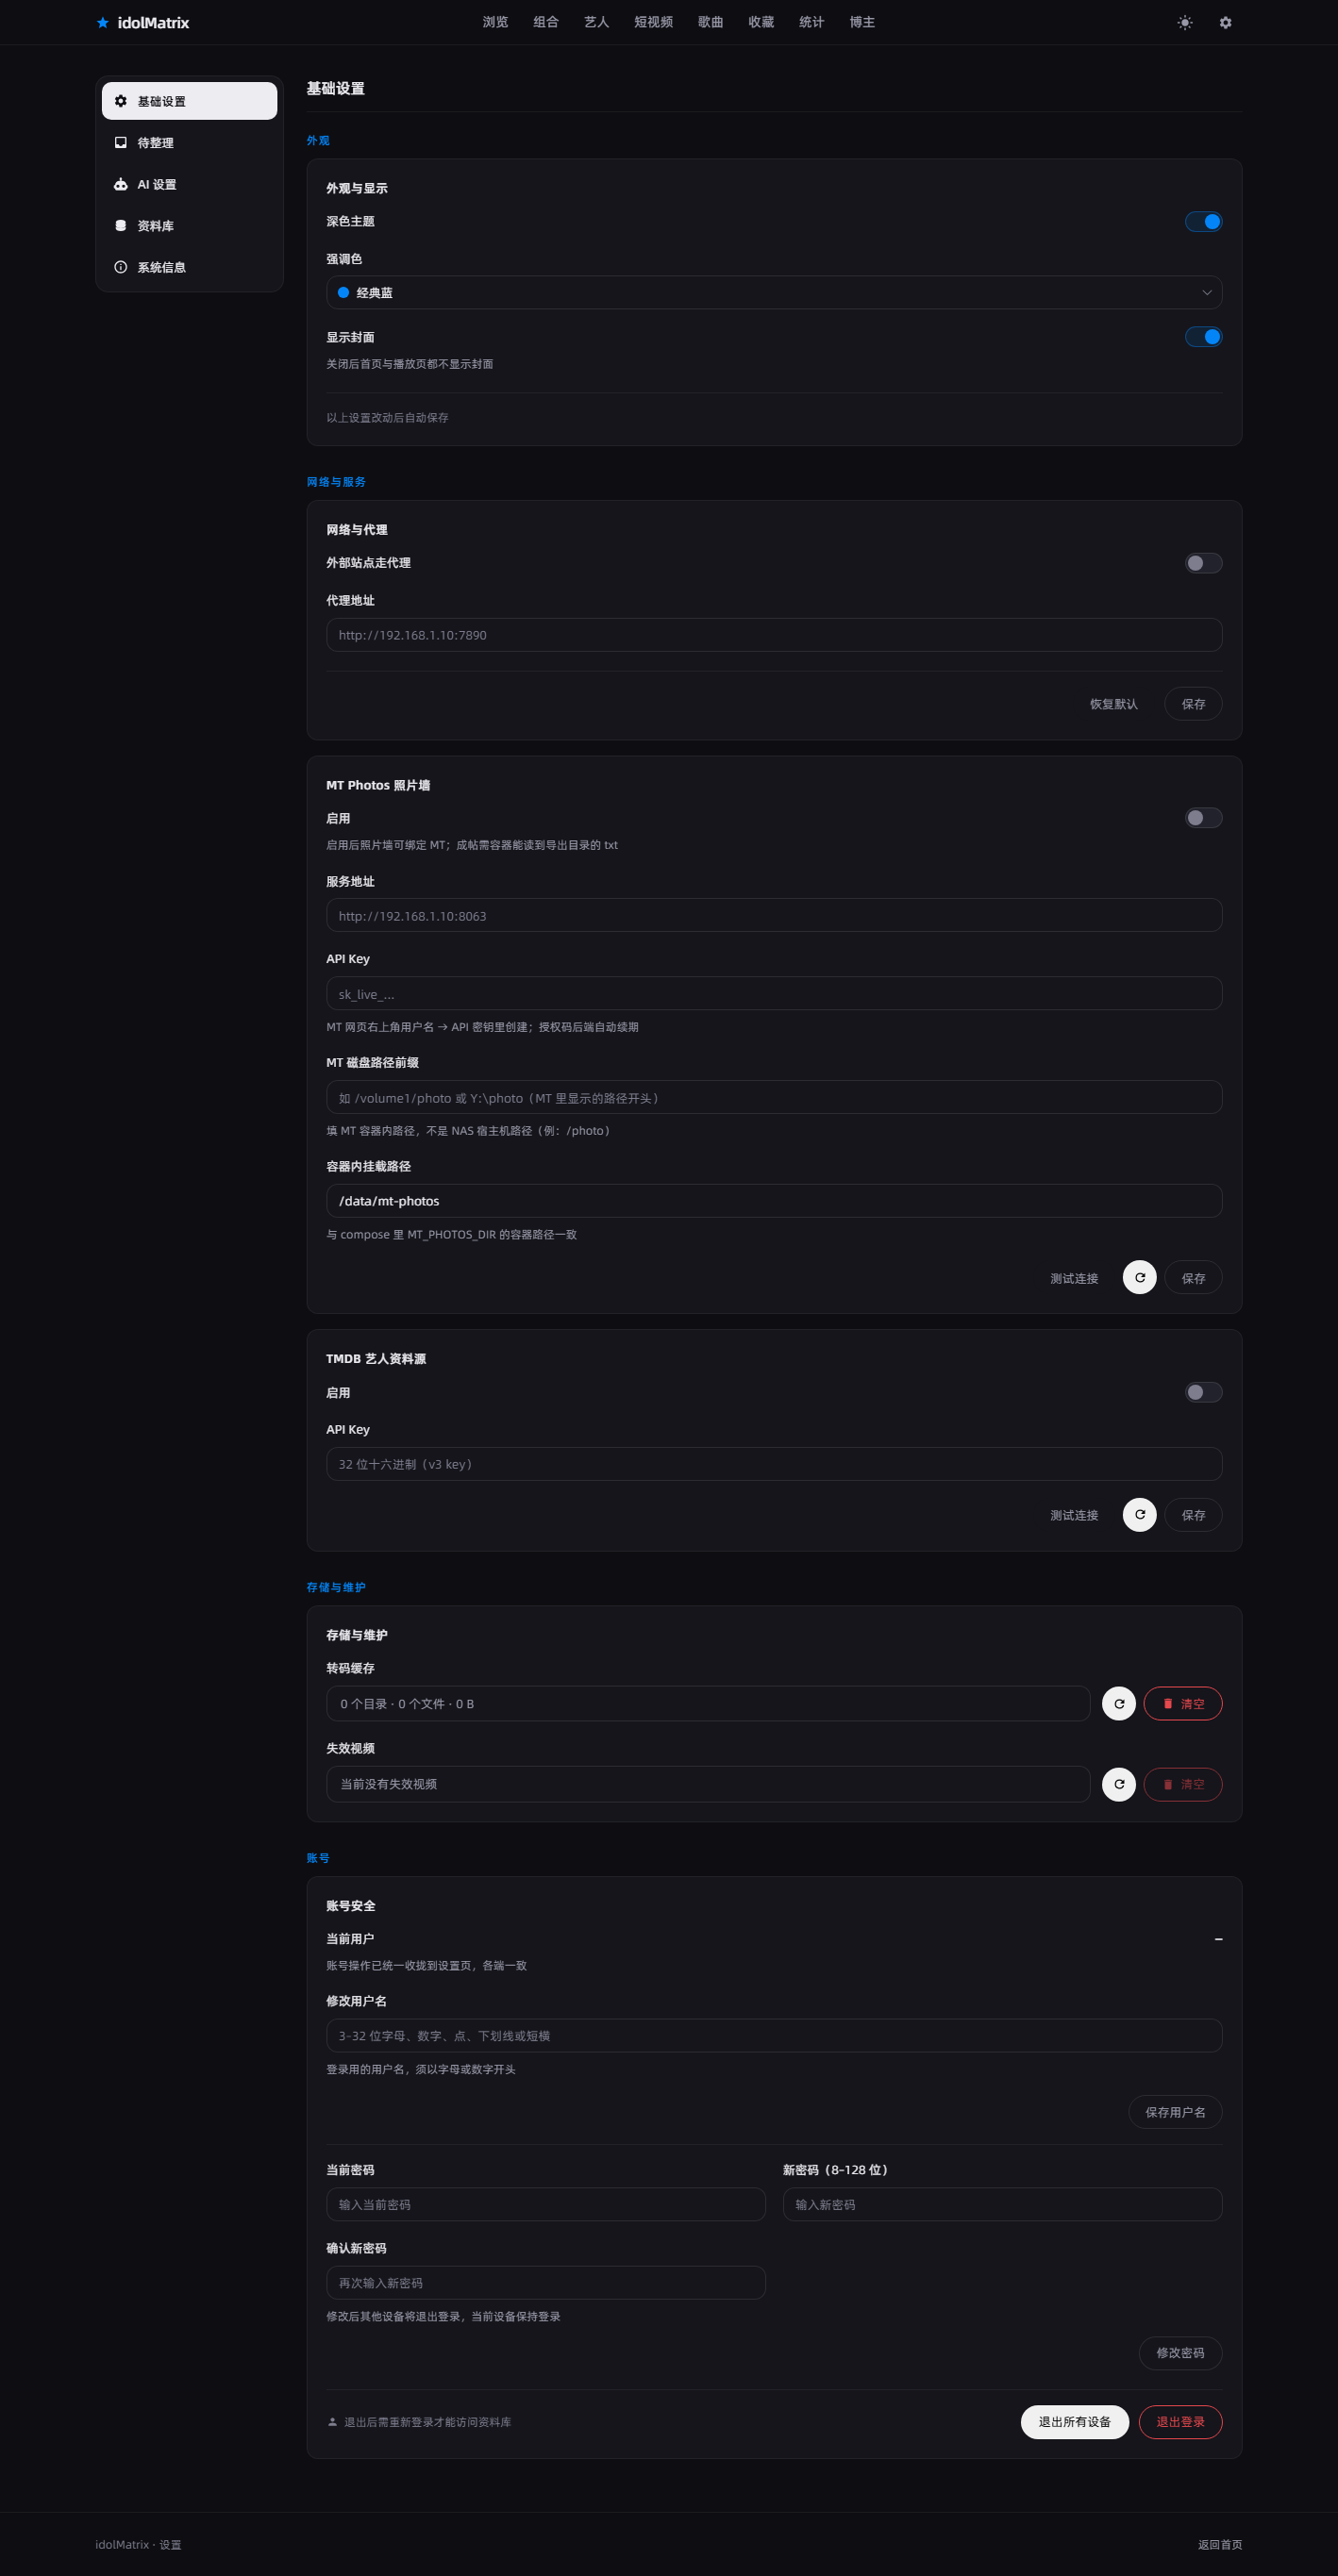 idolMatrix
浏览 组合 艺人 短视频 歌曲 收藏 统计 博主
基础设置
待整理
AI 设置
资料库
系统信息
基础设置
外观
外观与显示
深色主题
强调色
经典蓝
显示封面
关闭后首页与播放页都不显示封面
以上设置改动后自动保存
网络与服务
网络与代理
外部站点走代理
代理地址
http://192.168.1.10:7890
恢复默认 保存
MT Photos 照片墙
启用
启用后照片墙可绑定 MT；成帖需容器能读到导出目录的 txt
服务地址
http://192.168.1.10:8063
API Key
sk_live_...
MT 网页右上角用户名 → API 密钥里创建；授权码后端自动续期
MT 磁盘路径前缀
如 /volume1/photo 或 Y:\photo（MT 里显示的路径开头）
填 MT 容器内路径，不是 NAS 宿主机路径（例：/photo）
容器内挂载路径
/data/mt-photos
与 compose 里 MT_PHOTOS_DIR 的容器路径一致
测试连接 保存
TMDB 艺人资料源
启用
API Key
32 位十六进制（v3 key）
测试连接 保存
存储与维护
存储与维护
转码缓存
0 个目录 · 0 个文件 · 0 B 清空
失效视频
当前没有失效视频 清空
账号
账号安全
当前用户 —
账号操作已统一收拢到设置页，各端一致
修改用户名
3–32 位字母、数字、点、下划线或短横
登录用的用户名，须以字母或数字开头
保存用户名
当前密码 新密码（8–128 位）
输入当前密码 输入新密码
确认新密码
再次输入新密码
修改后其他设备将退出登录，当前设备保持登录
修改密码
退出后需重新登录才能访问资料库 退出所有设备 退出登录
idolMatrix · 设置 返回首页